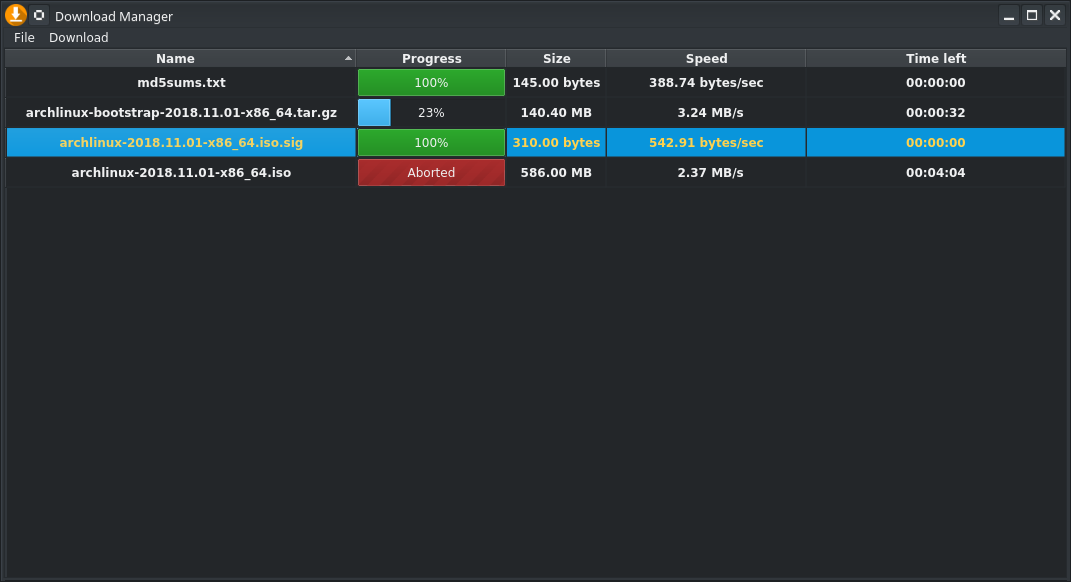 Download Manager
File Download
Name Progress Size Speed Time left
md5sums.txt 100% 145.00 bytes 388.74 bytes/sec 00:00:00
archlinux-bootstrap-2018.11.01-x86_64.tar.gz 23% 140.40 MB 3.24 MB/s 00:00:32
archlinux-2018.11.01-x86_64.iso.sig 100% 310.00 bytes 542.91 bytes/sec 00:00:00
archlinux-2018.11.01-x86_64.iso Aborted 586.00 MB 2.37 MB/s 00:04:04